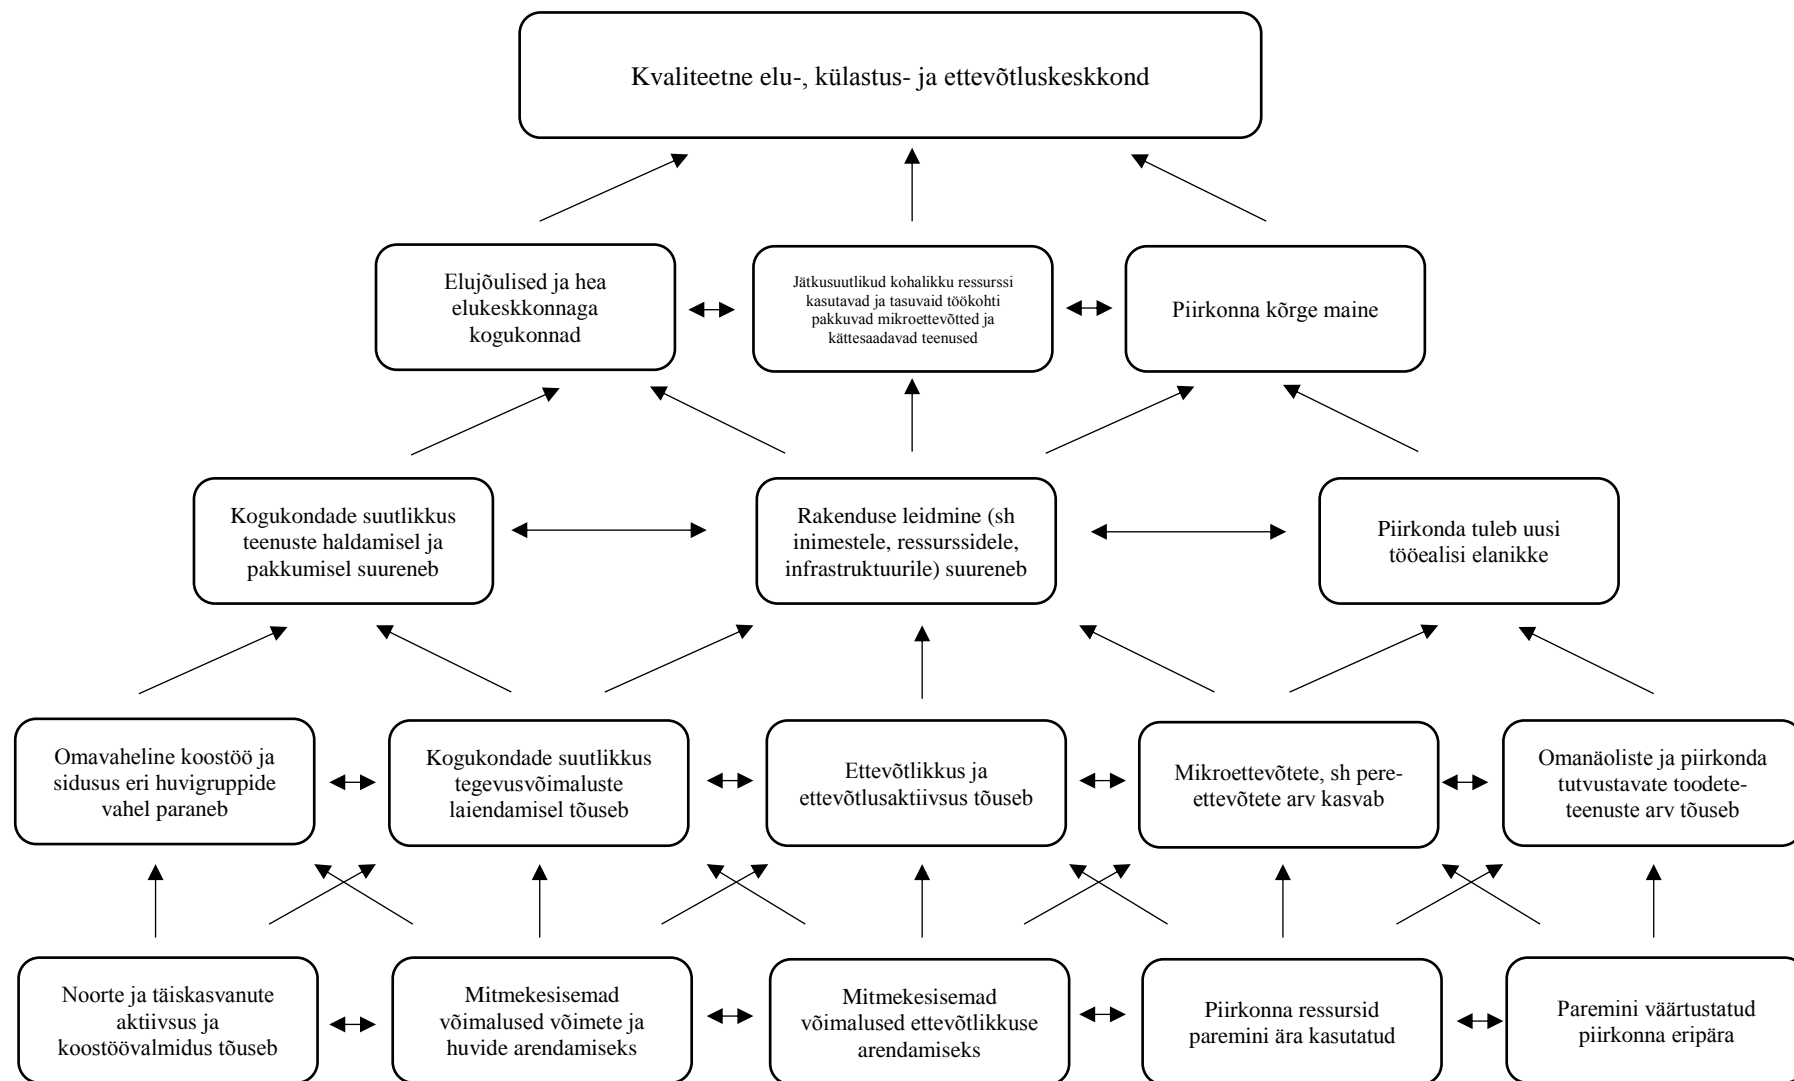 Kvaliteetne elu-, külastus- ja ettevõtluskeskkond
Elujõulised ja hea
elukeskkonnaga
kogukonnad
Jätkusuutlikud kohalikku ressurssi
kasutavad ja tasuvaid töökohti
pakkuvad mikroettevõtted ja
kättesaadavad teenused
Piirkonna kõrge maine
Kogukondade suutlikkus
teenuste haldamisel ja
pakkumisel suureneb
Rakenduse leidmine (sh
inimestele, ressurssidele,
infrastruktuurile) suureneb
Piirkonda tuleb uusi
tööealisi elanikke
Omavaheline koostöö ja
sidusus eri huvigruppide
vahel paraneb
Kogukondade suutlikkus
tegevusvõimaluste
laiendamisel tõuseb
Ettevõtlikkus ja
ettevõtlusaktiivsus tõuseb
Mikroettevõtete, sh pere-
ettevõtete arv kasvab
Omanäoliste ja piirkonda
tutvustavate toodete-
teenuste arv tõuseb
Noorte ja täiskasvanute
aktiivsus ja
koostöövalmidus tõuseb
Mitmekesisemad
võimalused võimete ja
huvide arendamiseks
Mitmekesisemad
võimalused ettevõtlikkuse
arendamiseks
Piirkonna ressursid
paremini ära kasutatud
Paremini väärtustatud
piirkonna eripära